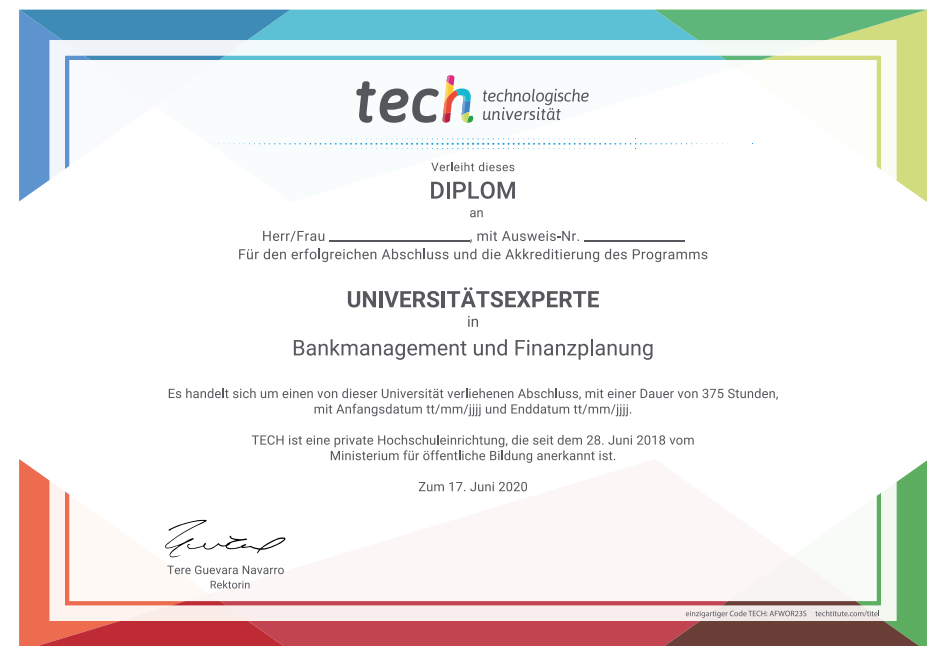 tech technologische
universität
Verleiht dieses
DIPLOM
an
Herr/Frau ____________________, mit Ausweis-Nr. ______________
Für den erfolgreichen Abschluss und die Akkreditierung des Programms
UNIVERSITÄTSEXPERTE
in
Bankmanagement und Finanzplanung
Es handelt sich um einen von dieser Universität verliehenen Abschluss, mit einer Dauer von 375 Stunden,
mit Anfangsdatum tt/mm/jjjj und Enddatum tt/mm/jjjj.
TECH ist eine private Hochschuleinrichtung, die seit dem 28. Juni 2018 vom
Ministerium für öffentliche Bildung anerkannt ist.
Zum 17. Juni 2020
Tere Guevara Navarro
Rektorin
einzigartiger Code TECH: AFWOR23S techtitute.com/titel